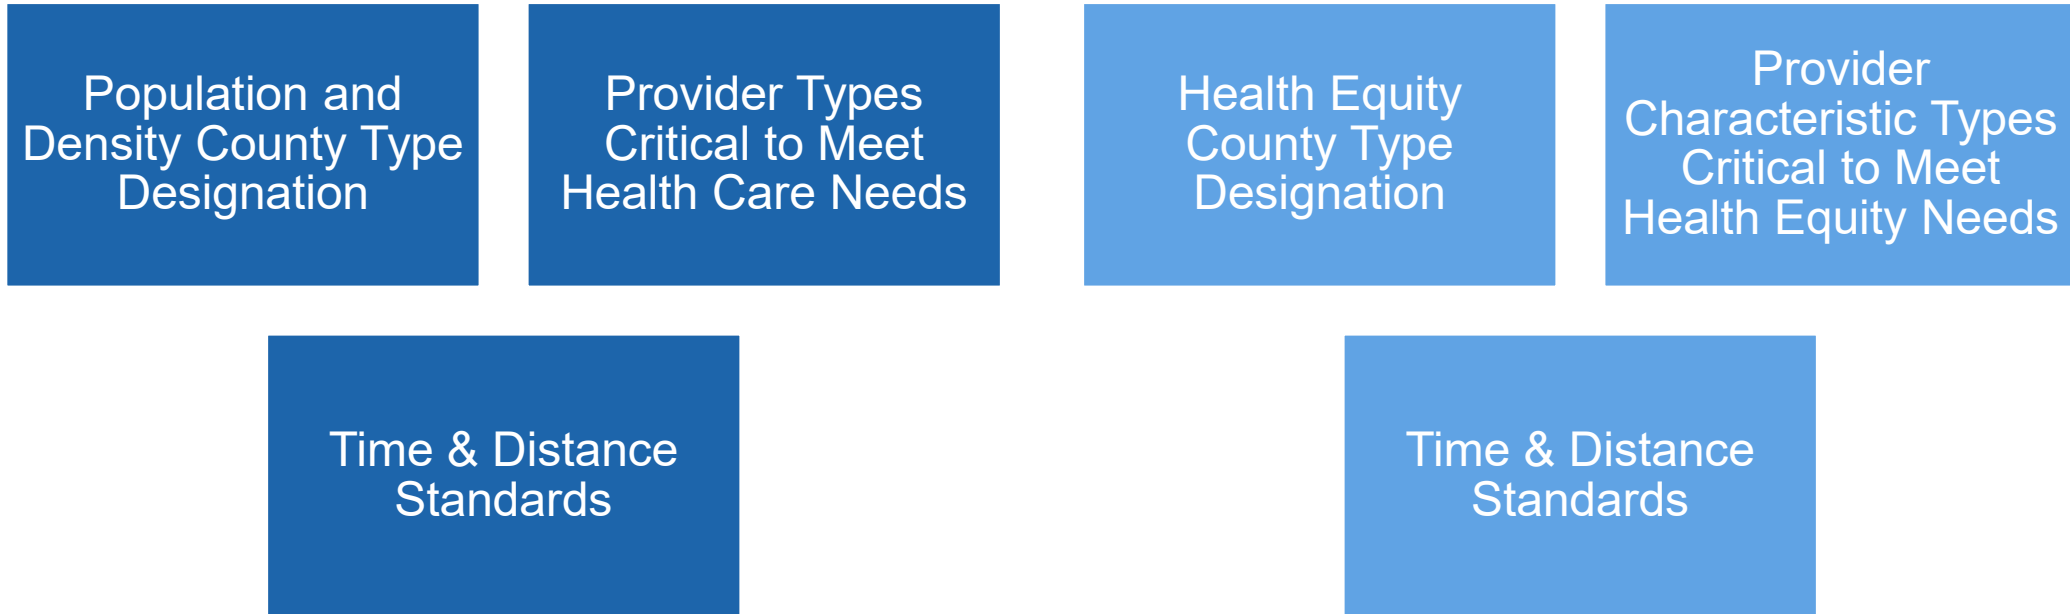 Population and
Density County Type
Designation
Provider Types
Critical to Meet
Health Care Needs
Health Equity
County Type
Designation
Provider
Characteristic Types
Critical to Meet
Health Equity Needs
Time & Distance
Standards
Time & Distance
Standards